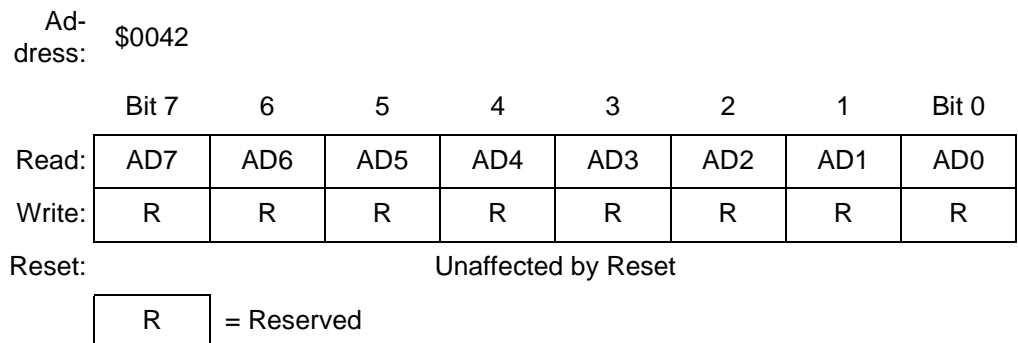 Ad-
dress: $0042
Bit 7 6 5 4 3 2 1 Bit 0
Read: AD7 AD6 AD5 AD4 AD3 AD2 AD1 AD0
Write: R R R R R R R R
Reset: Unaffected by Reset
R = Reserved